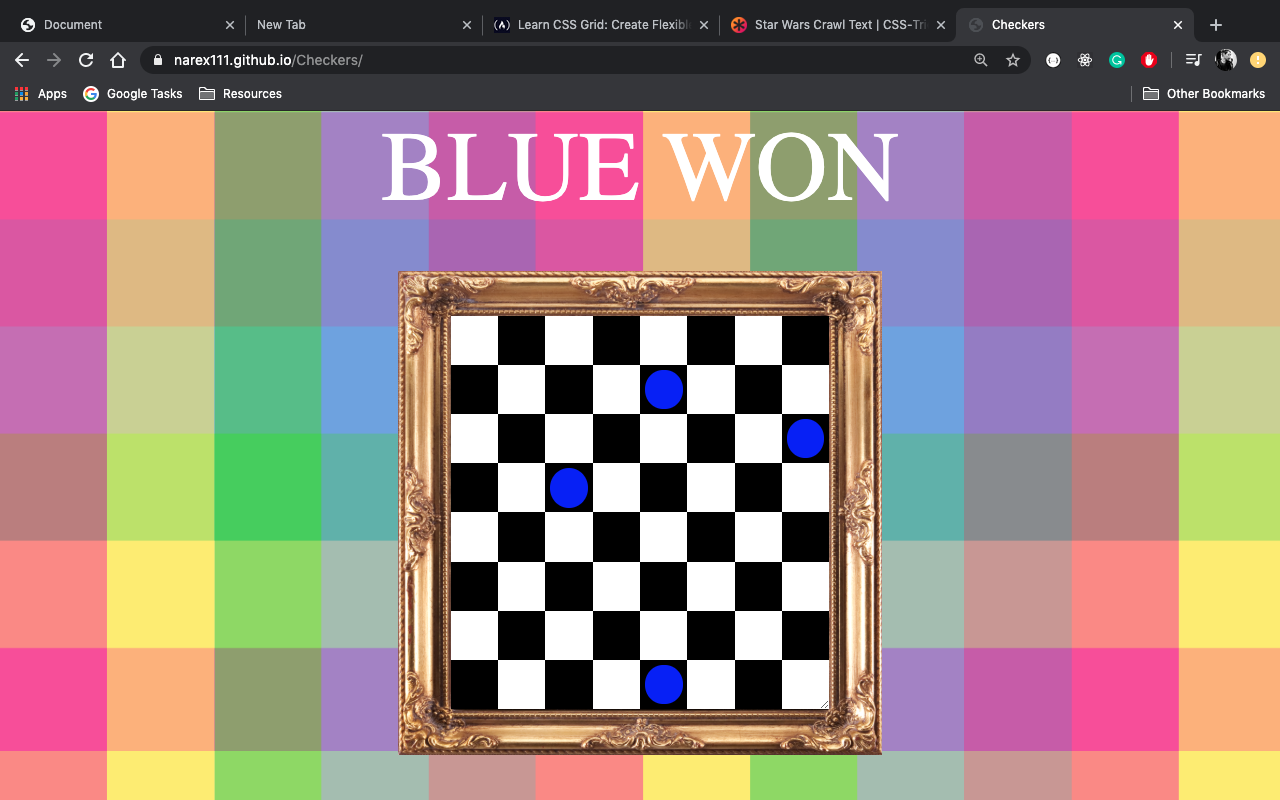 Document
New Tab
Learn CSS Grid: Create Flexibl
Star Wars Crawl Text | CSS-Tri
Checkers
narex111.github.io/Checkers/
Apps
Google Tasks
Resources
Other Bookmarks
BLUE WON